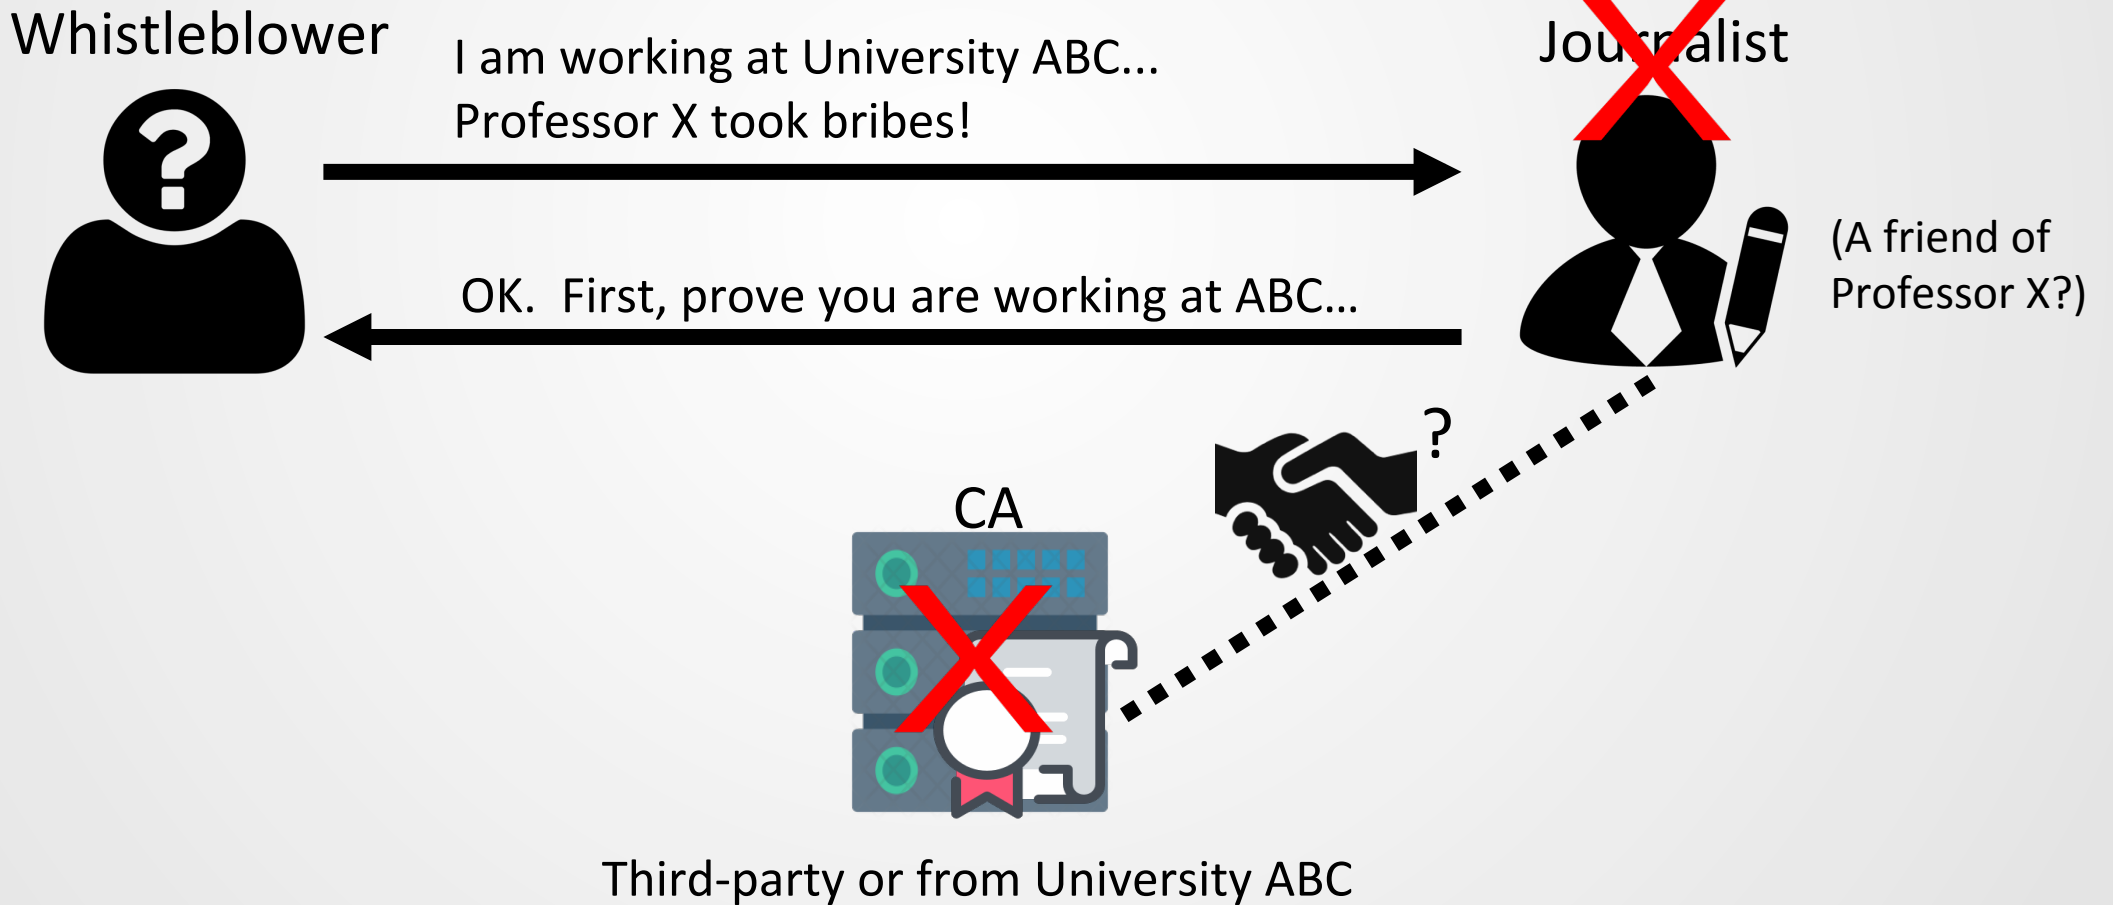 Whistleblower
I am working at University ABC...
Professor X took bribes!
Journalist
?
(A friend of
Professor X?)
OK.  First, prove you are working at ABC...
?
CA
Third-party or from University ABC